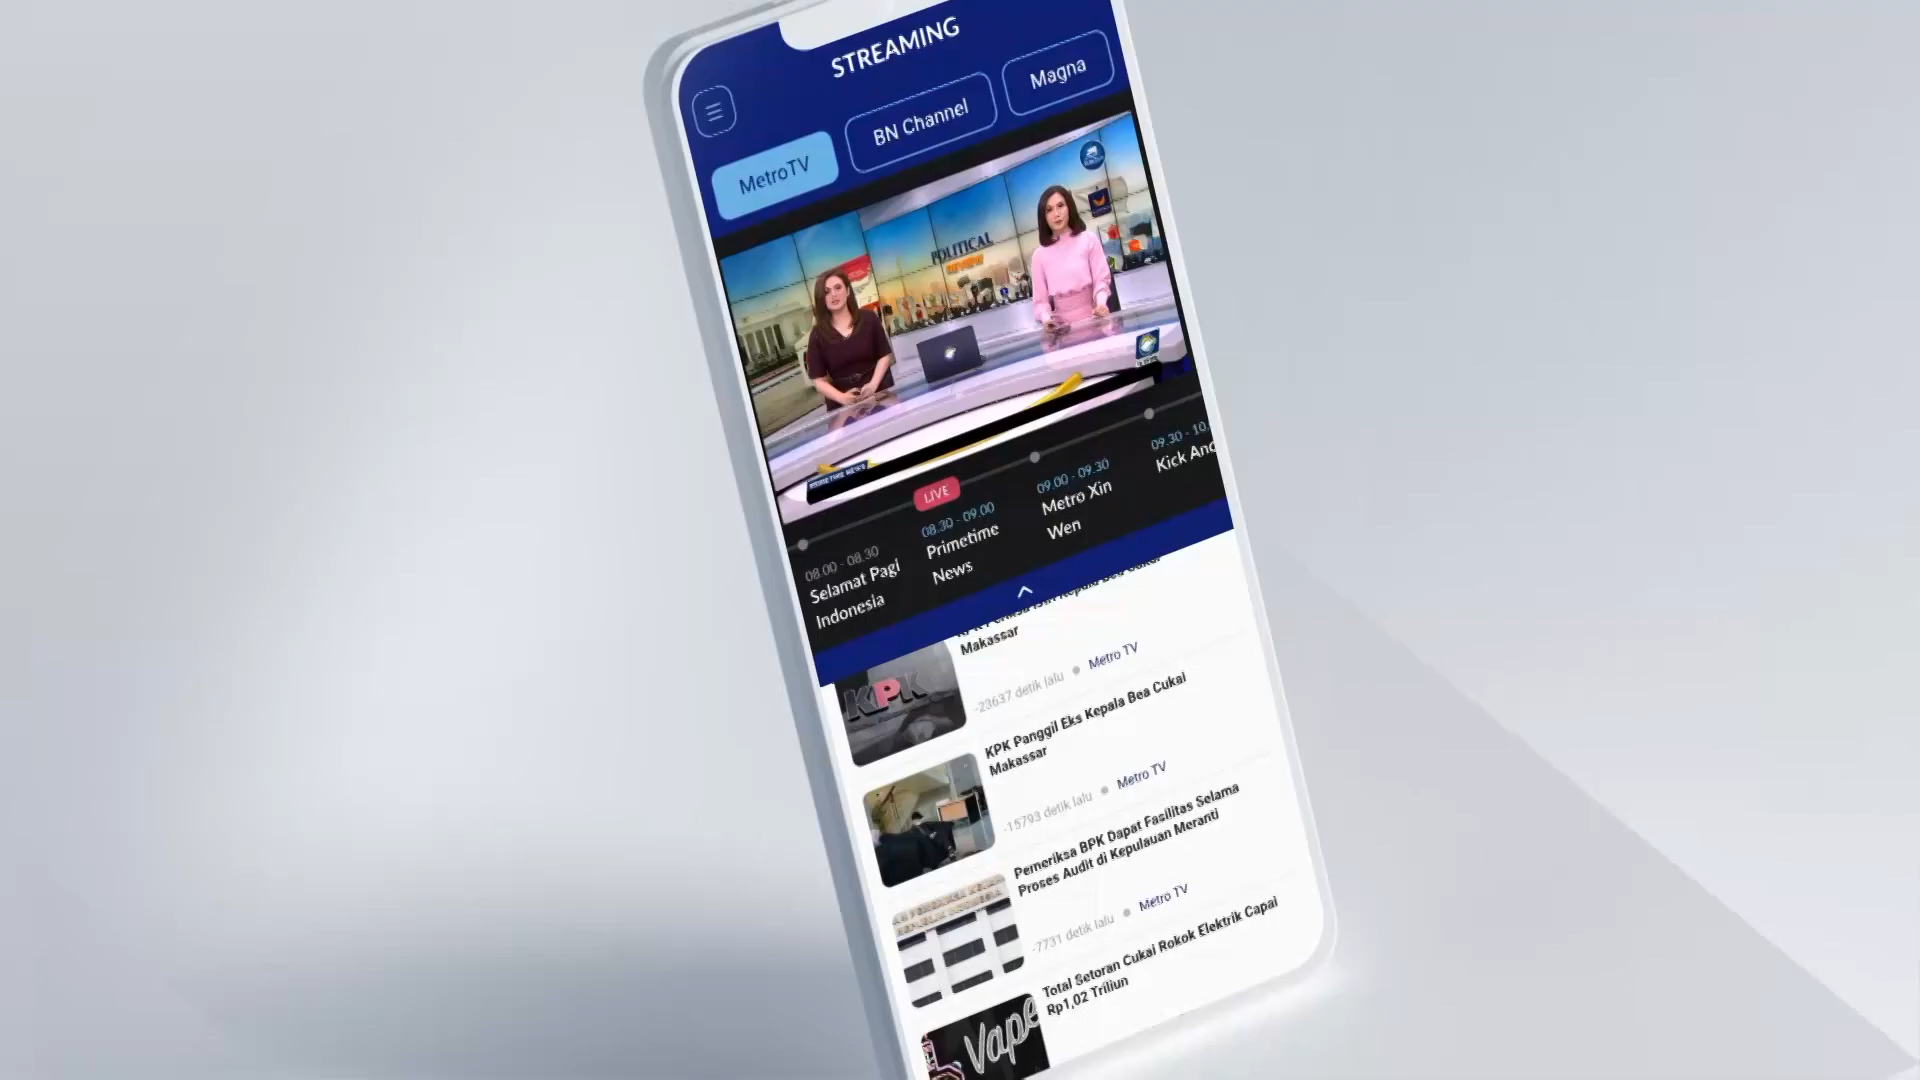 STREAMING
MetroTV
BN Channel
Magna
POLITICAL
REVIEW
PRIMETIME NEWS
LIVE
08.00 - 08.30
Selamat Pagi
Indonesia
08.30 - 09.00
Primetime
News
09.00 - 09.30
Metro Xin
Wen
09.30 - 10.
Kick And
Makassar
KPK
-23637 detik lalu
Metro TV
KPK Panggil Eks Kepala Bea Cukai
Makassar
-15793 detik lalu
Metro TV
Pemeriksa BPK Dapat Fasilitas Selama
Proses Audit di Kepulauan Meranti
-7731 detik lalu
Metro TV
Total Setoran Cukai Rokok Elektrik Capai
Rp1,02 Triliun
Vape